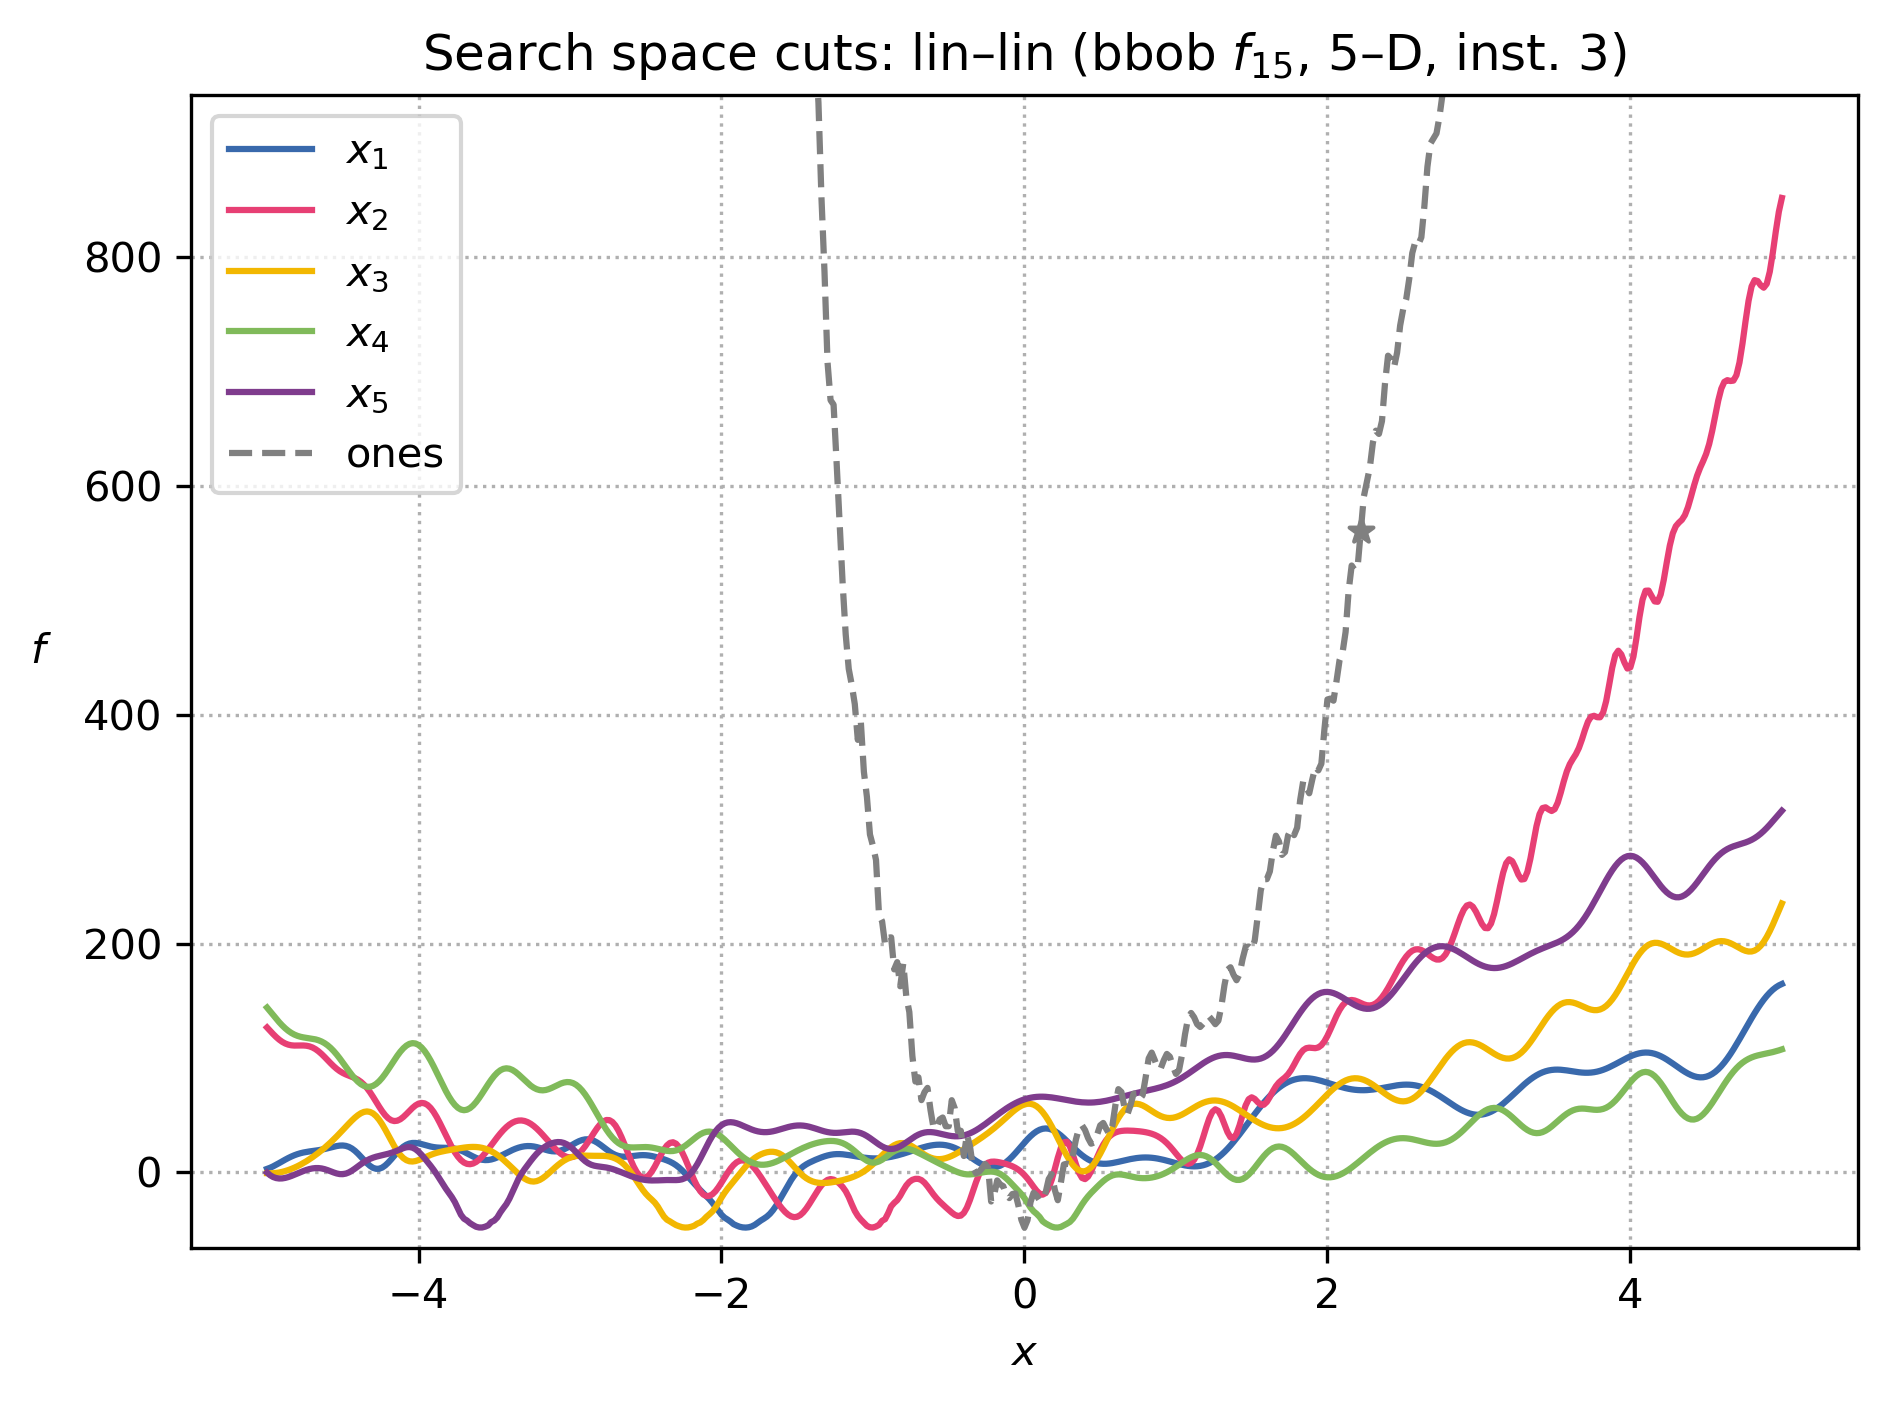 Search space cuts: lin–lin (bbob f₁₅, 5–D, inst. 3)
x₁
x₂
x₃
x₄
x₅
ones
800
600
400
200
0
f
−4
−2
0
2
4
x